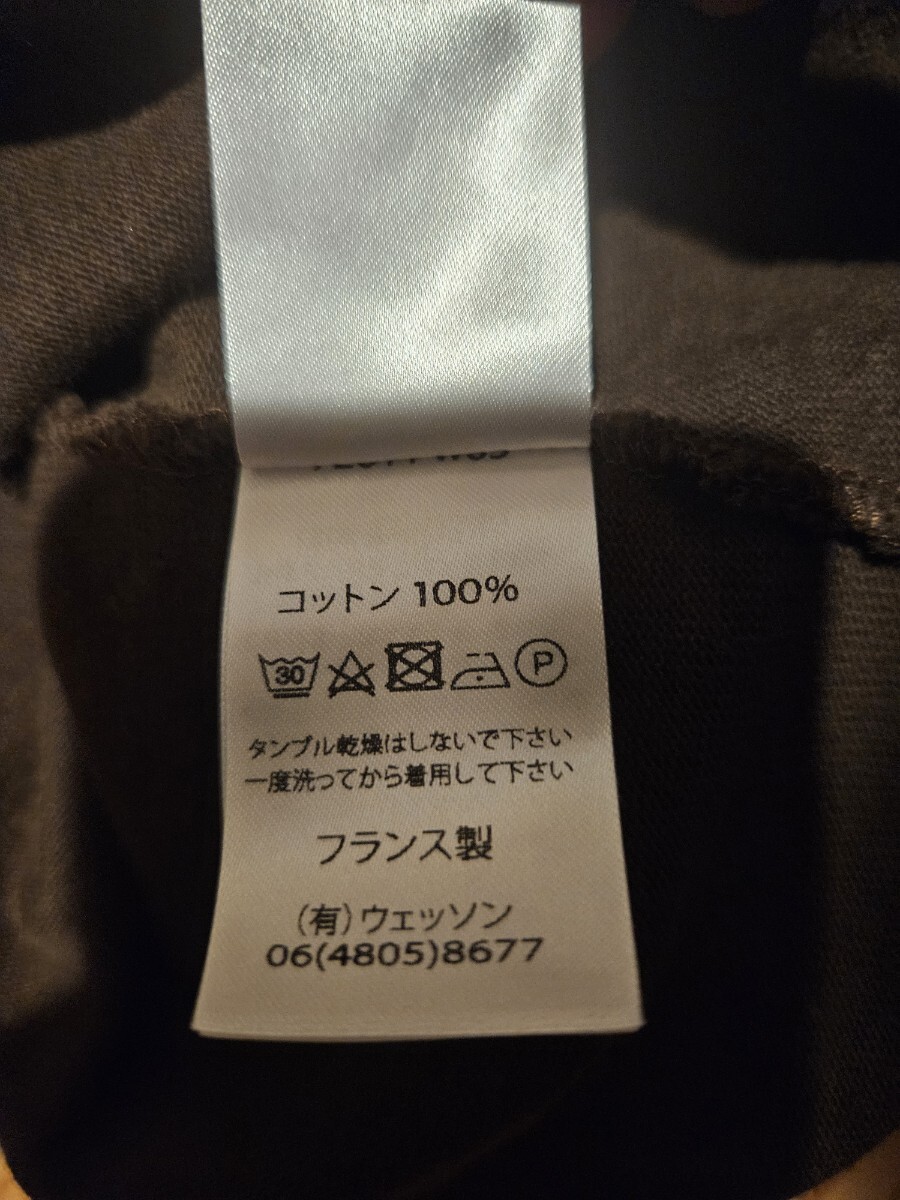 コットン 100%
30
P
タンブル乾燥はしないで下さい
一度洗ってから着用して下さい
フランス製
(有)ウェッソン
06(4805)8677